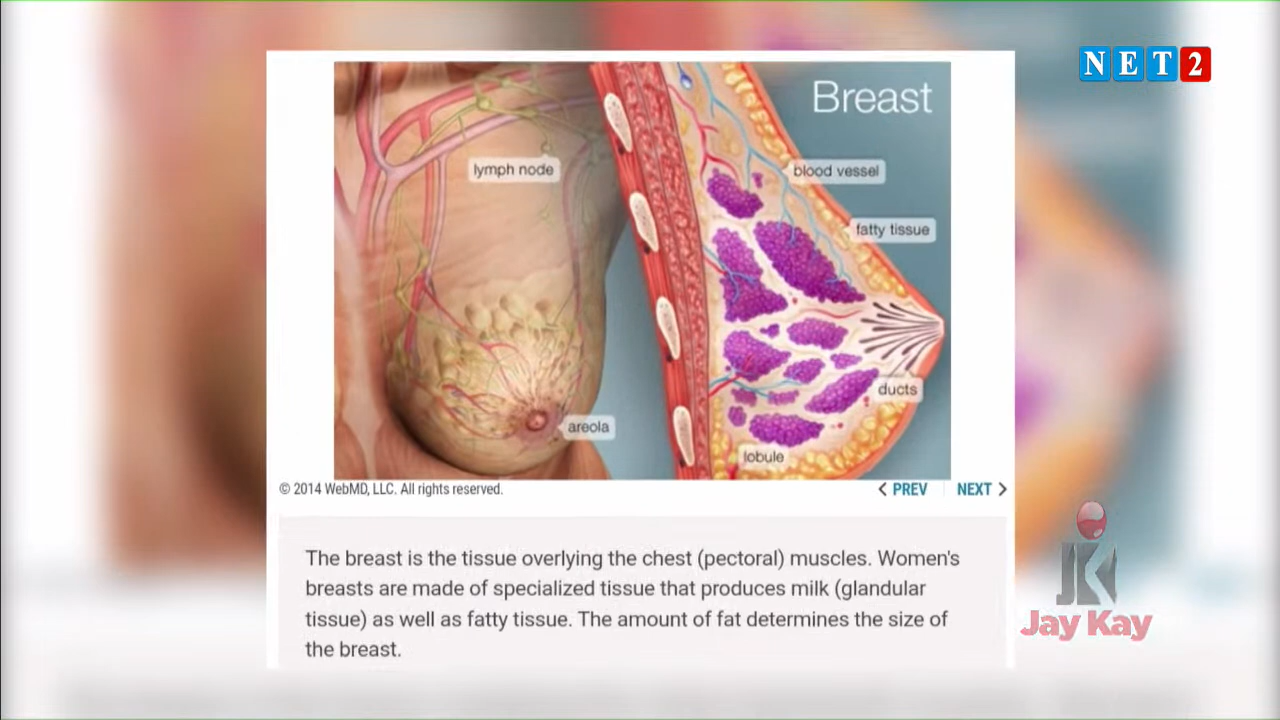 NET2
Breast
lymph node
blood vessel
fatty tissue
ducts
areola
lobule
© 2014 WebMD, LLC. All rights reserved.
PREV
NEXT
The breast is the tissue overlying the chest (pectoral) muscles. Women's
breasts are made of specialized tissue that produces milk (glandular
tissue) as well as fatty tissue. The amount of fat determines the size of
the breast.
JK
Jay Kay